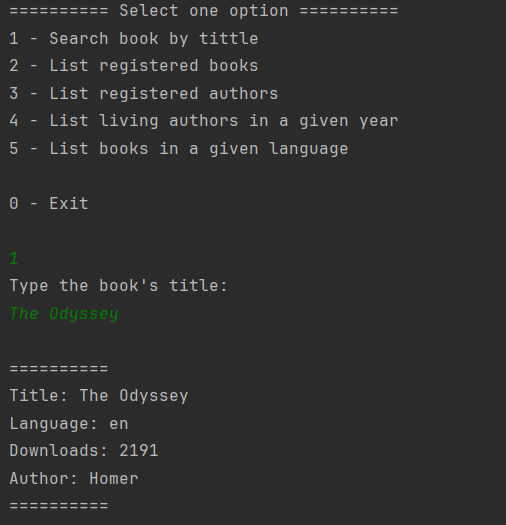 ========== Select one option ==========
1 - Search book by tittle
2 - List registered books
3 - List registered authors
4 - List living authors in a given year
5 - List books in a given language
0 - Exit
1
Type the book's title:
The Odyssey
==========
Title: The Odyssey
Language: en
Downloads: 2191
Author: Homer
==========